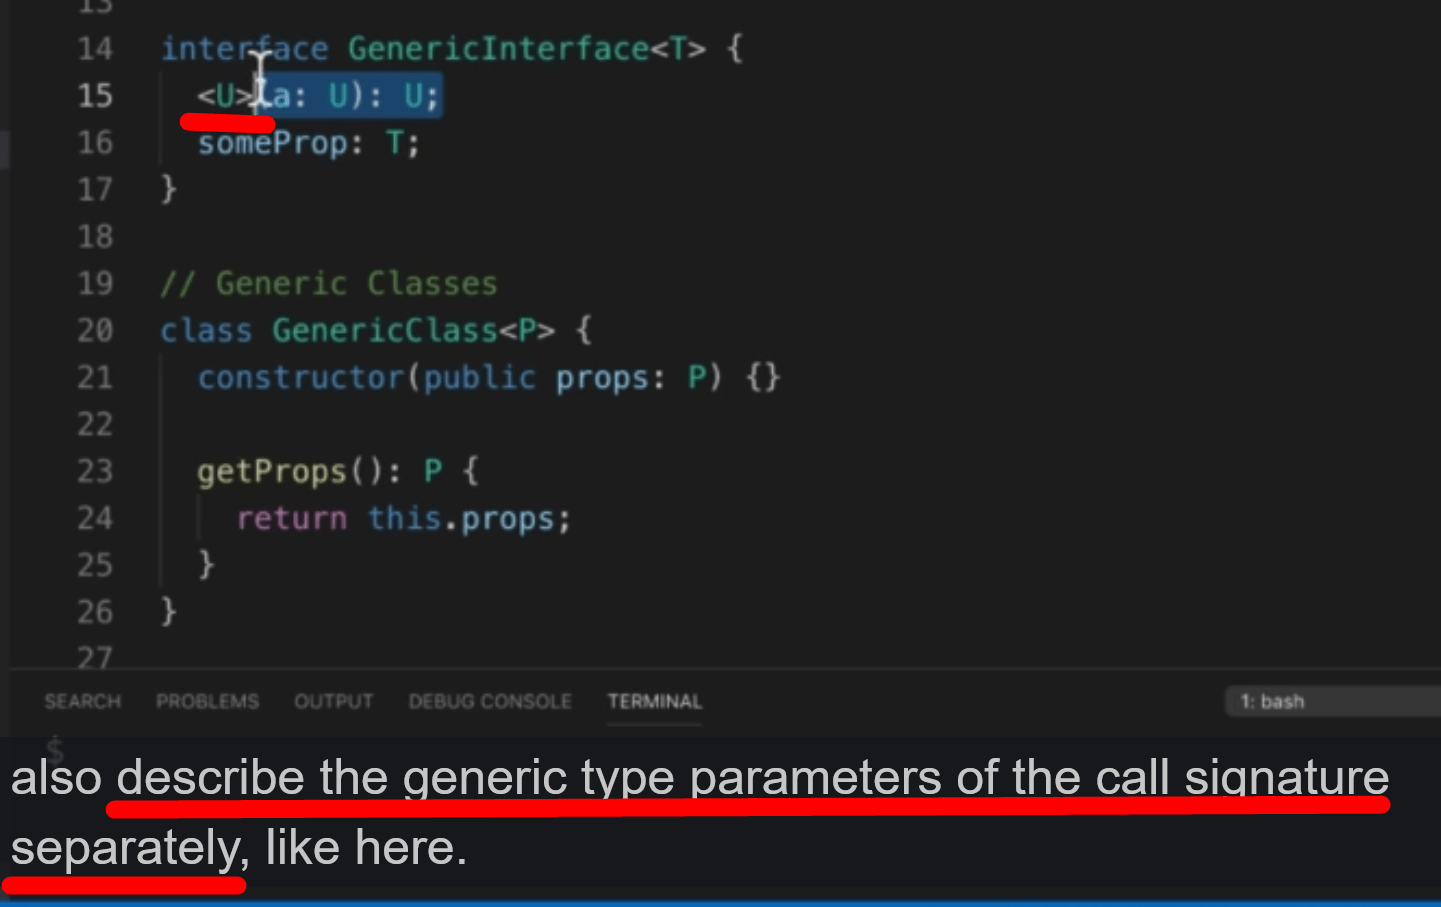 13
14 interface GenericInterface<T> {
15 <U>(a: U): U;
16 someProp: T;
17 }
18
19 // Generic Classes
20 class GenericClass<P> {
21 constructor(public props: P) {}
22
23 getProps(): P {
24 return this.props;
25 }
26 }
27
SEARCH PROBLEMS OUTPUT DEBUG CONSOLE TERMINAL 1: bash
$
also describe the generic type parameters of the call signature
separately, like here.